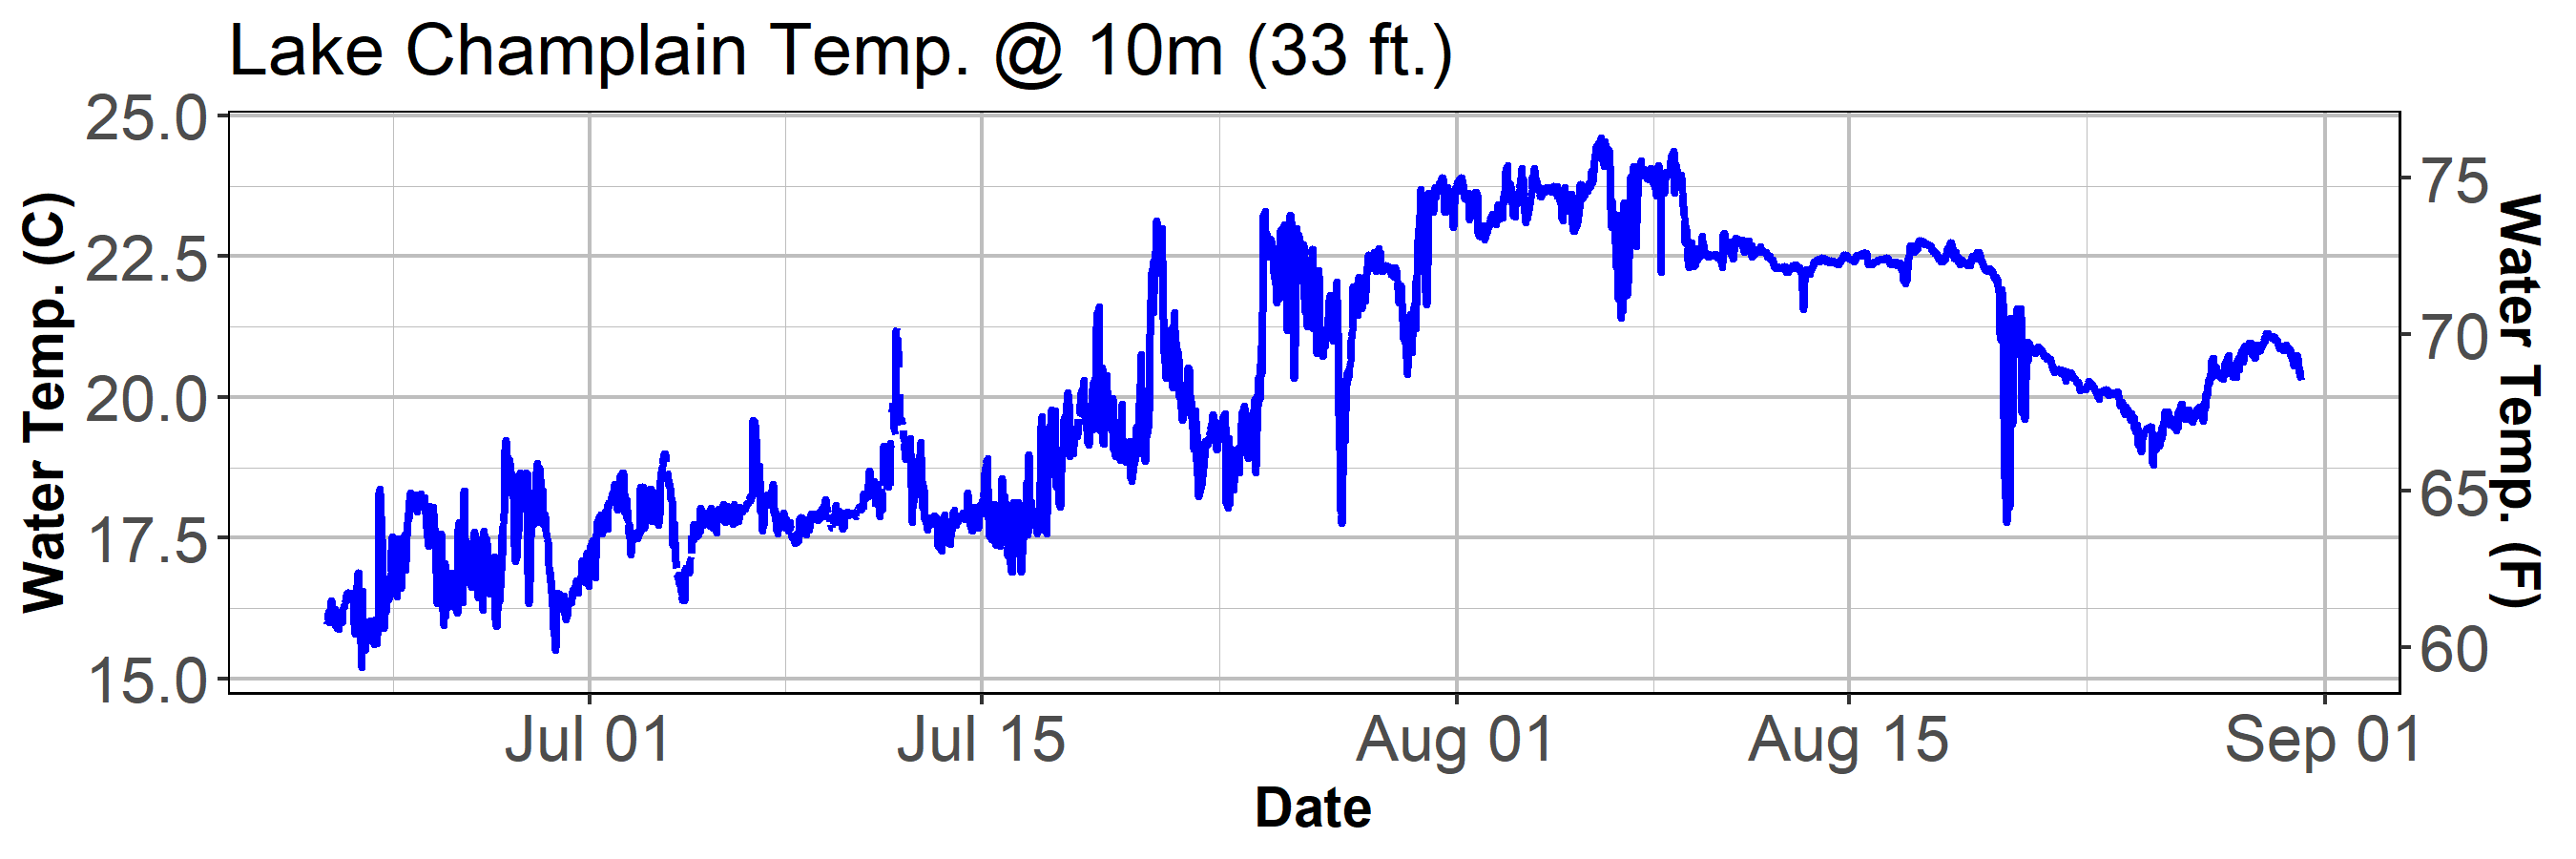 Lake Champlain Temp. @ 10m (33 ft.)
Water Temp. (C)
25.0
22.5
20.0
17.5
15.0
75
70
65
60
Water Temp. (F)
Jul 01 Jul 15 Aug 01 Aug 15 Sep 01
Date